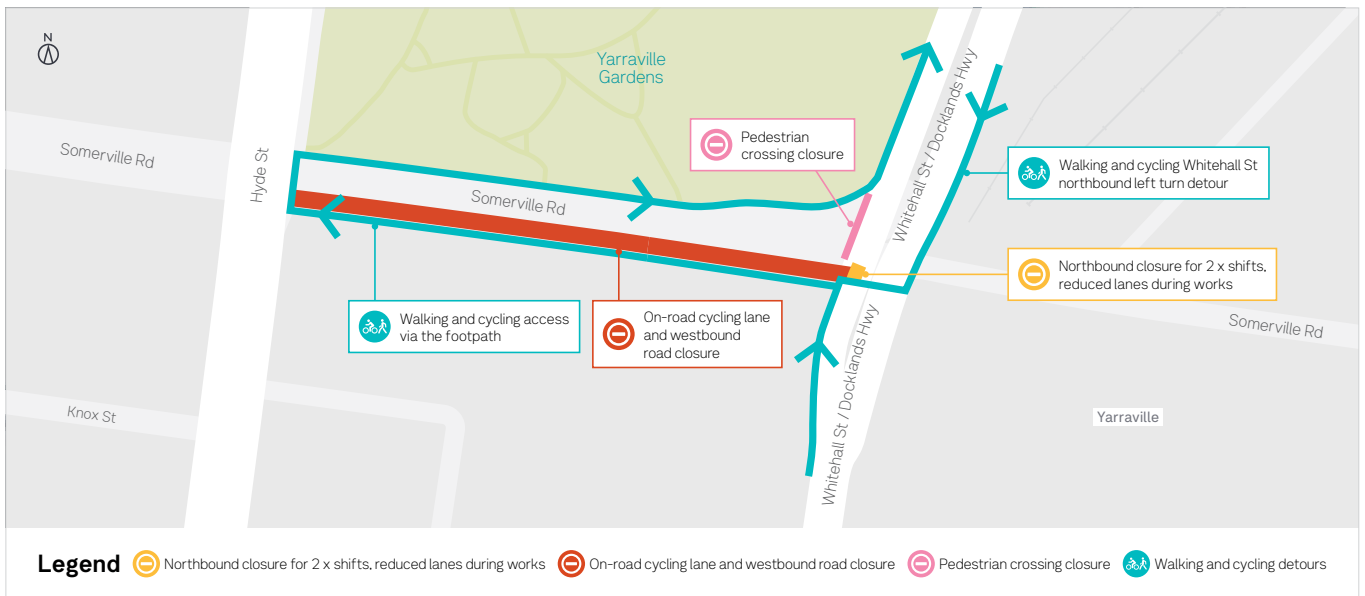 N
Yarraville
Gardens
Somerville Rd
Hyde St
Somerville Rd
Pedestrian
crossing closure
Whitehall St / Docklands Hwy
Walking and cycling Whitehall St
northbound left turn detour
Northbound closure for 2 x shifts,
reduced lanes during works
Somerville Rd
Walking and cycling access
via the footpath
On-road cycling lane
and westbound
road closure
Whitehall St / Docklands Hwy
Knox St
Yarraville
Legend
Northbound closure for 2 x shifts, reduced lanes during works
On-road cycling lane and westbound road closure
Pedestrian crossing closure
Walking and cycling detours